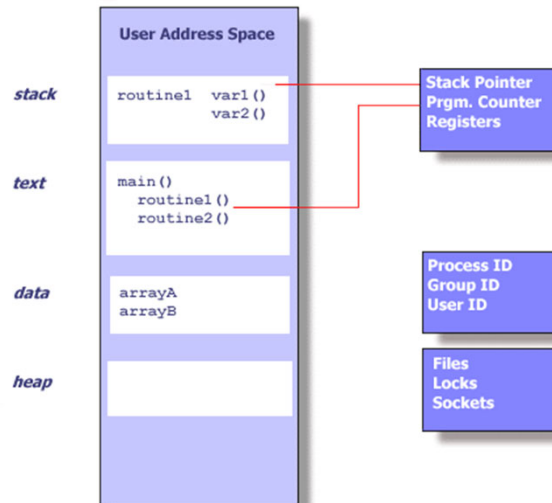 User Address Space
stack
routine1 var1()
var2()
text
main()
routine1()
routine2()
data
arrayA
arrayB
heap
Stack Pointer
Prgm. Counter
Registers
Process ID
Group ID
User ID
Files
Locks
Sockets